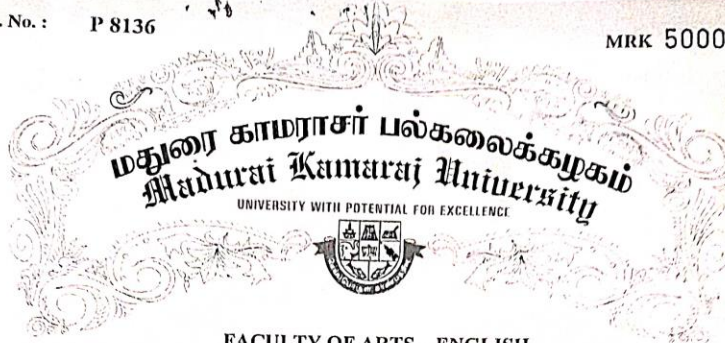 . No. : P 8136
MRK 5000
மதுரை காமராசர் பல்கலைக்கழகம்
Madurai Kamaraj University
UNIVERSITY WITH POTENTIAL FOR EXCELLENCE
FACULTY OF ARTS - ENGLISH